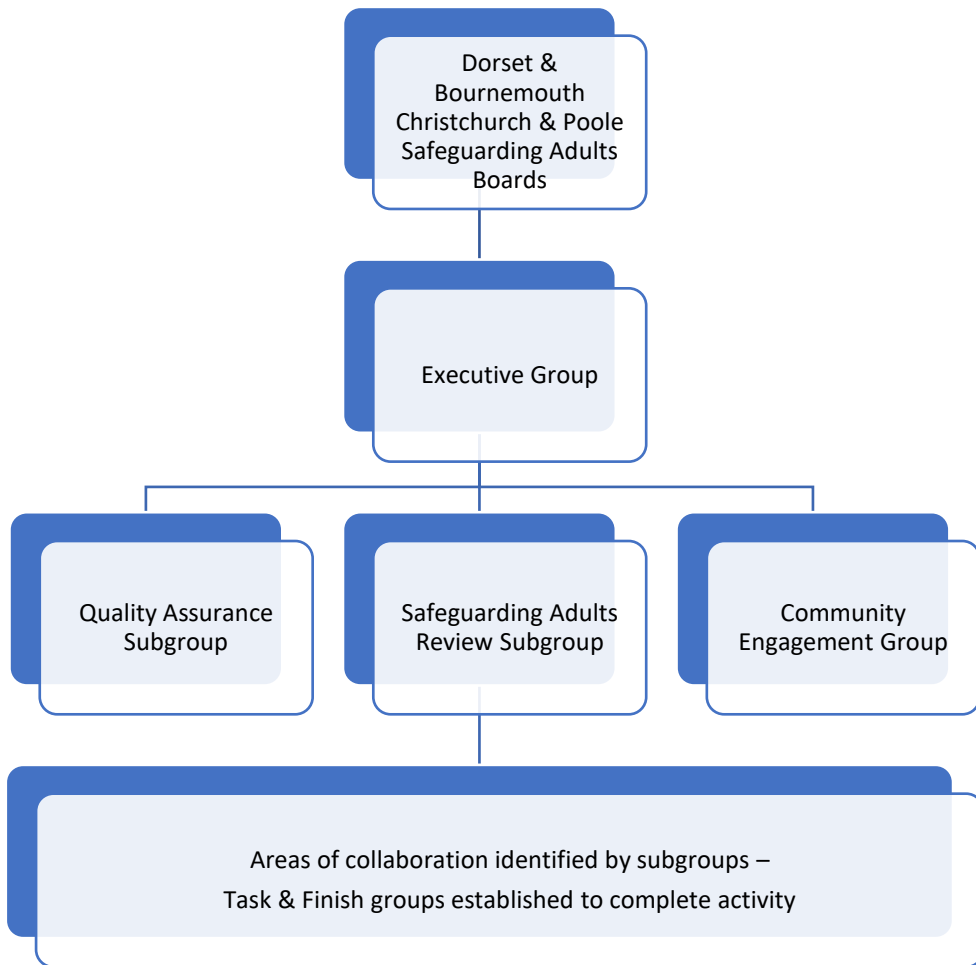 Dorset &
Bournemouth
Christchurch & Poole
Safeguarding Adults
Boards
Executive Group
Quality Assurance
Subgroup
Safeguarding Adults
Review Subgroup
Community
Engagement Group
Areas of collaboration identified by subgroups –
Task & Finish groups established to complete activity